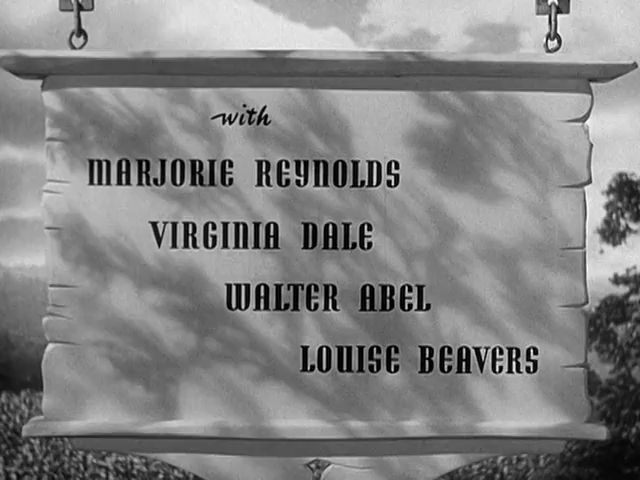 with
MARJORIE REYNOLDS
VIRGINIA DALE
WALTER ABEL
LOUISE BEAVERS